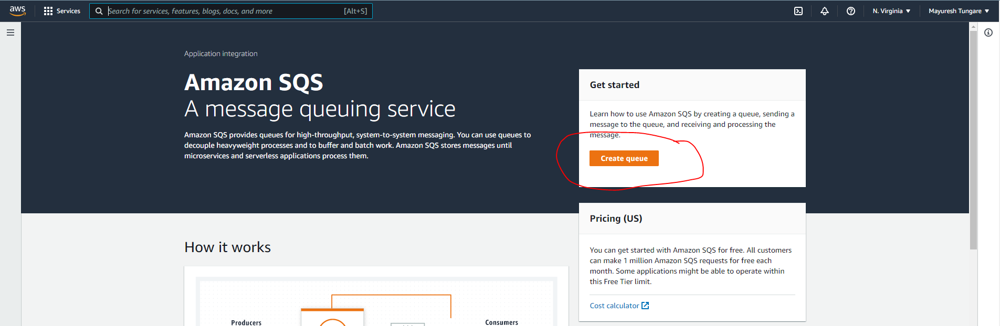 aws
Services
Search for services, features, blogs, docs, and more
[Alt+S]
N. Virginia
Mayuresh Tungare
Application integration
Amazon SQS
A message queuing service
Amazon SQS provides queues for high-throughput, system-to-system messaging. You can use queues to
decouple heavyweight processes and to buffer and batch work. Amazon SQS stores messages until
microservices and serverless applications process them.
Get started
Learn how to use Amazon SQS by creating a queue, sending a
message to the queue, and receiving and processing the
message.
Create queue
Pricing (US)
You can get started with Amazon SQS for free. All customers
can make 1 million Amazon SQS requests for free each
month. Some applications might be able to operate within
this Free Tier limit.
Cost calculator
How it works
Producers
Consumers